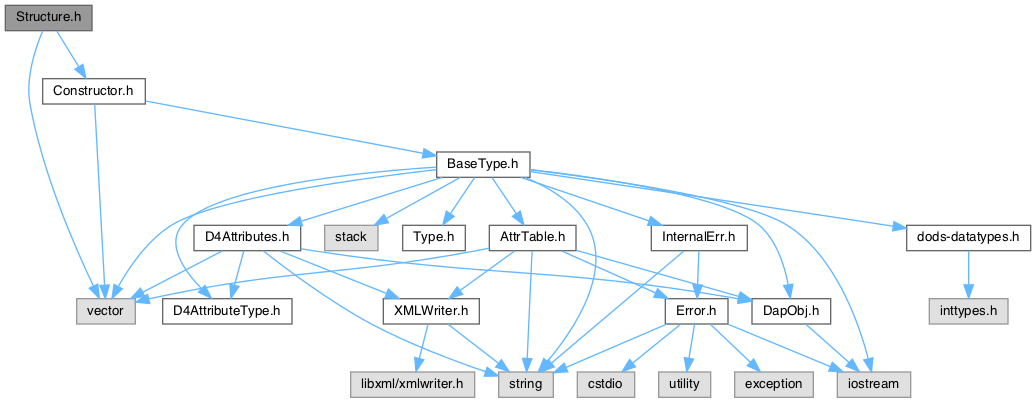 Structure.h
Constructor.h
BaseType.h
D4Attributes.h
stack
Type.h
AttrTable.h
InternalErr.h
dods-datatypes.h
vector
D4AttributeType.h
XMLWriter.h
Error.h
DapObj.h
inttypes.h
libxml/xmlwriter.h
string
cstdio
utility
exception
iostream